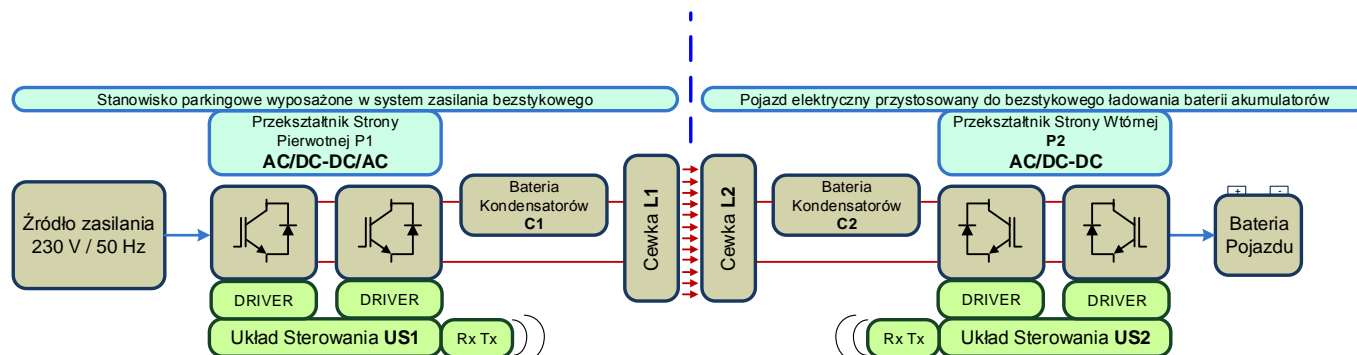 Stanowisko parkingowe wyposażone w system zasilania bezstykowego
Pojazd elektryczny przystosowany do bezstykowego ładowania baterii akumulatorów
Przekształtnik Strony
Pierwotnej P1
AC/DC-DC/AC
Przekształtnik Strony Wtórnej
P2
AC/DC-DC
Źródło zasilania
230 V / 50 Hz
Bateria
Kondensatorów
C1
Cewka L1
Cewka L2
Bateria
Kondensatorów
C2
+ -
Bateria
Pojazdu
DRIVER
DRIVER
Układ Sterowania US1
Rx Tx
DRIVER
DRIVER
Rx Tx
Układ Sterowania US2